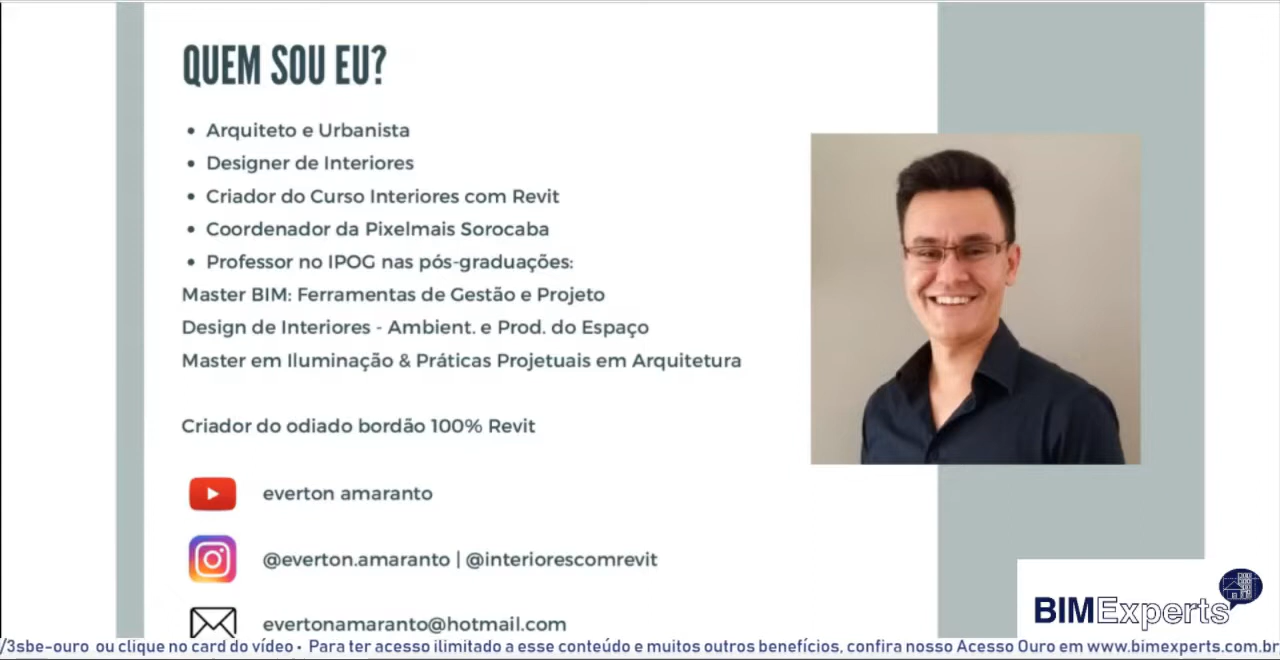 QUEM SOU EU?
• Arquiteto e Urbanista
• Designer de Interiores
• Criador do Curso Interiores com Revit
• Coordenador da Pixelmais Sorocaba
• Professor no IPOG nas pós-graduações:
Master BIM: Ferramentas de Gestão e Projeto
Design de Interiores - Ambient. e Prod. do Espaço
Master em Iluminação & Práticas Projetuais em Arquitetura
Criador do odiado bordão 100% Revit
everton amaranto
@everton.amaranto | @interiorescomrevit
evertonamaranto@hotmail.com
BIMExperts
/3sbe-ouro ou clique no card do vídeo • Para ter acesso ilimitado a esse conteúdo e muitos outros benefícios, confira nosso Acesso Ouro em www.bimexperts.com.br